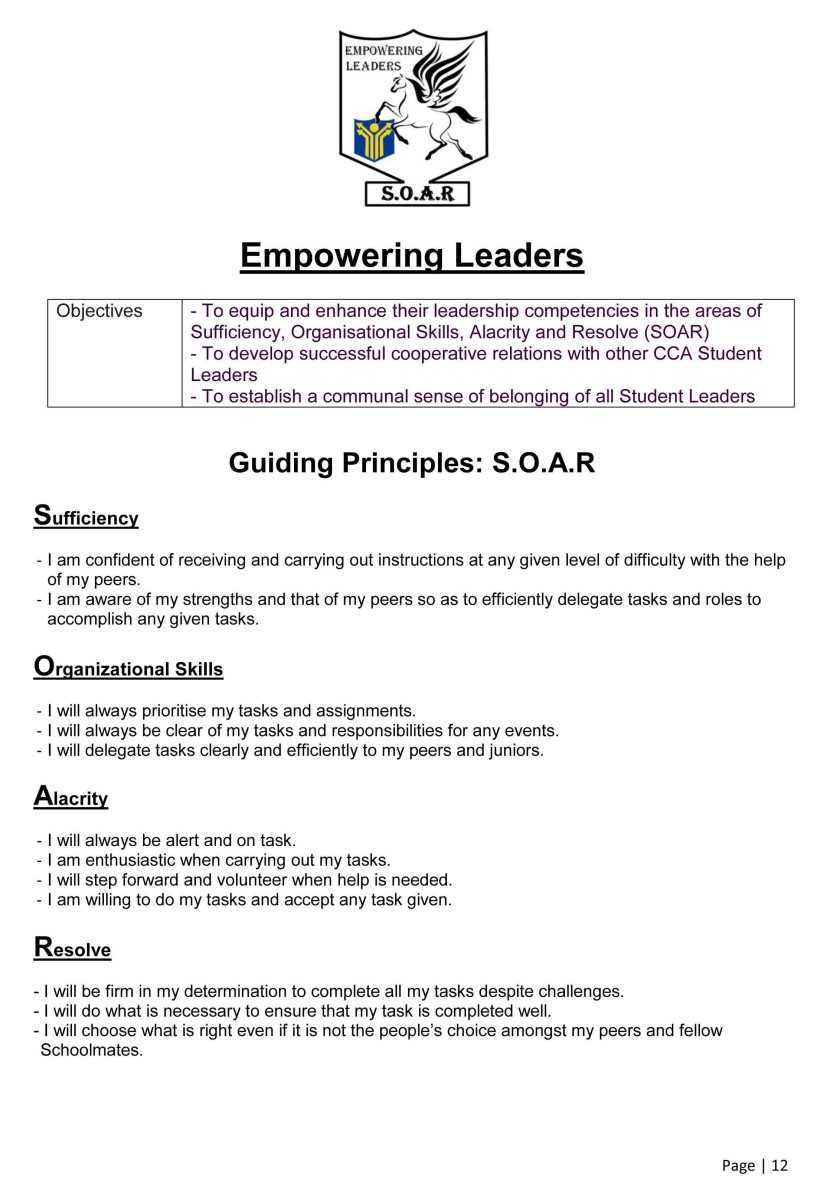 EMPOWERING
LEADERS
S.O.A.R
Empowering Leaders
Objectives
- To equip and enhance their leadership competencies in the areas of
Sufficiency, Organisational Skills, Alacrity and Resolve (SOAR)
- To develop successful cooperative relations with other CCA Student
Leaders
- To establish a communal sense of belonging of all Student Leaders
Guiding Principles: S.O.A.R
Sufficiency
- I am confident of receiving and carrying out instructions at any given level of difficulty with the help
of my peers.
- I am aware of my strengths and that of my peers so as to efficiently delegate tasks and roles to
accomplish any given tasks.
Organizational Skills
- I will always prioritise my tasks and assignments.
- I will always be clear of my tasks and responsibilities for any events.
- I will delegate tasks clearly and efficiently to my peers and juniors.
Alacrity
- I will always be alert and on task.
- I am enthusiastic when carrying out my tasks.
- I will step forward and volunteer when help is needed.
- I am willing to do my tasks and accept any task given.
Resolve
- I will be firm in my determination to complete all my tasks despite challenges.
- I will do what is necessary to ensure that my task is completed well.
- I will choose what is right even if it is not the people’s choice amongst my peers and fellow
Schoolmates.
Page | 12